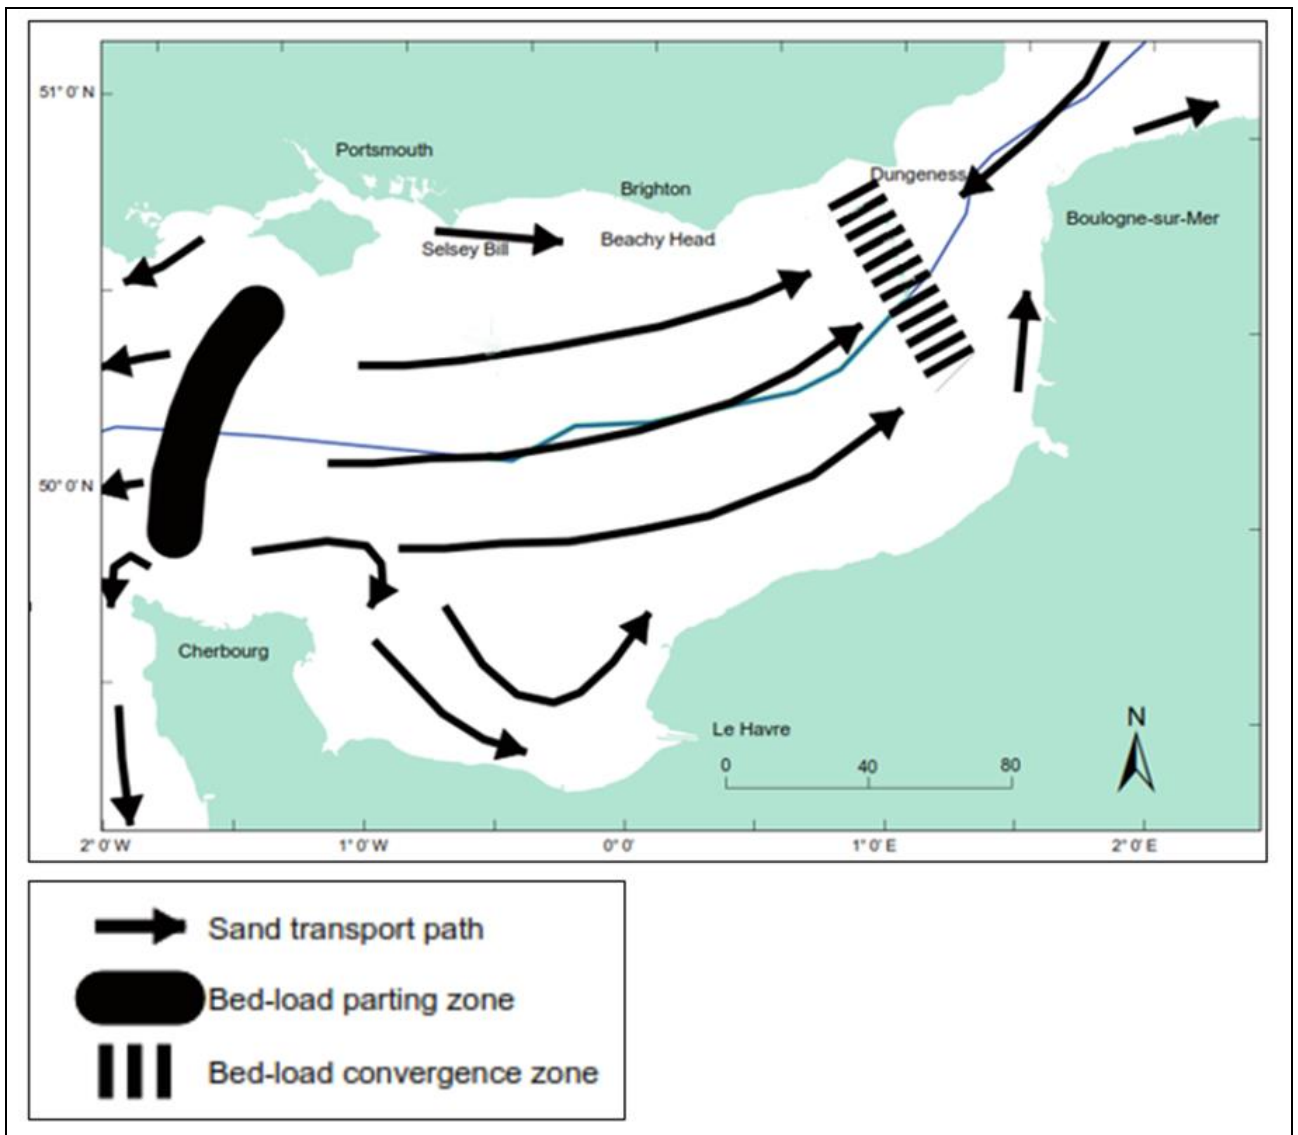 51° 0' N
Portsmouth
Dungeness
Brighton
Boulogne-sur-Mer
Selsey Bill
Beachy Head
50° 0' N
Cherbourg
Le Havre
N
0 40 80
2° 0' W 1° 0' W 0° 0' 1° 0' E 2° 0' E
Sand transport path
Bed-load parting zone
Bed-load convergence zone